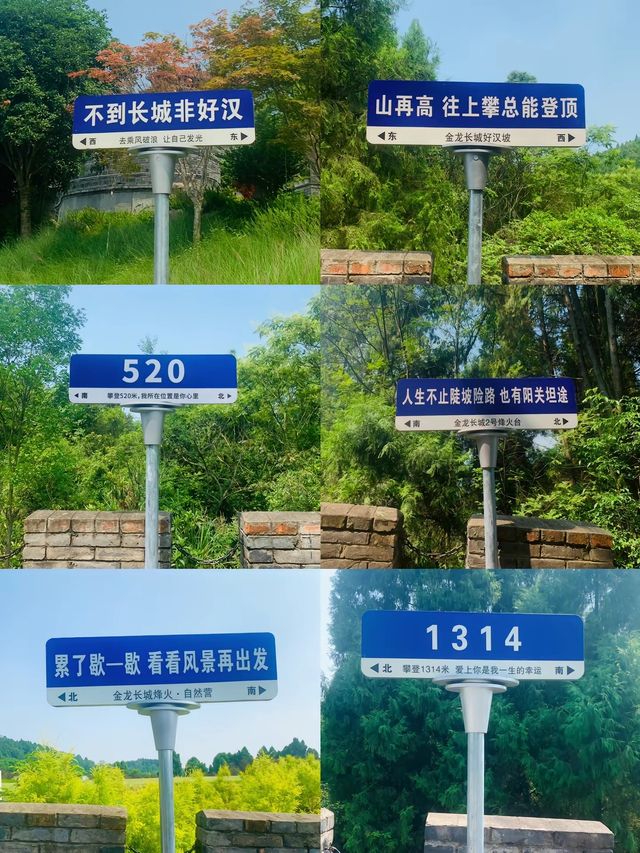 不到长城非好汉
◀西 去乘风破浪 让自己发光 东▶
山再高 往上攀总能登顶
◀东 金龙长城好汉坡 西▶
520
◀南 攀登520米,我所在位置是你心里 北▶
人生不止陡坡险路 也有阳关坦途
◀南 金龙长城2号烽火台 北▶
累了歇一歇 看看风景再出发
◀北 金龙长城烽火·自然营 南▶
1314
◀北 攀登1314米 爱上你是我一生的幸运 南▶